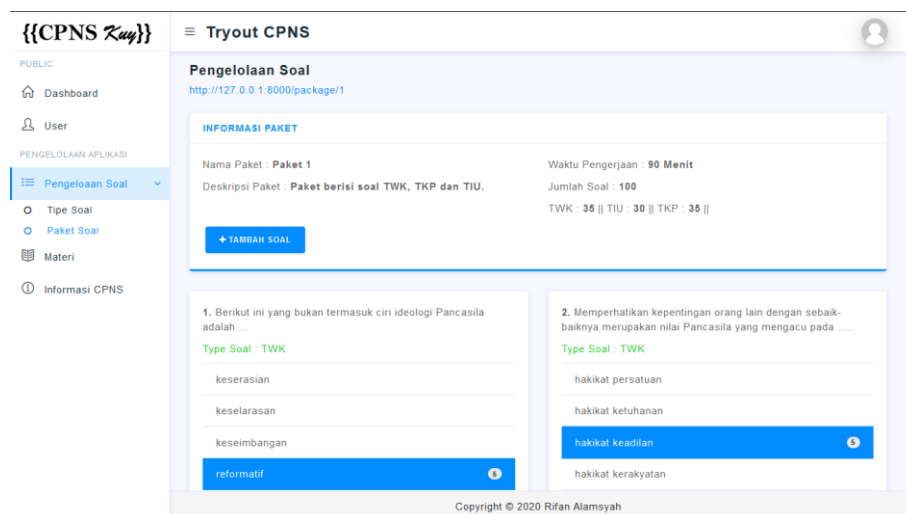 {{CPNS Kuy}}
Tryout CPNS
PUBLIC
Dashboard
User
PENGELOLAAN APLIKASI
Pengeloaan Soal
Tipe Soal
Paket Soal
Materi
Informasi CPNS
Pengelolaan Soal
http://127.0.0.1:8000/package/1
INFORMASI PAKET
Nama Paket : Paket 1
Deskripsi Paket : Paket berisi soal TWK, TKP dan TIU.
Waktu Pengerjaan : 90 Menit
Jumlah Soal : 100
TWK : 35 || TIU : 30 || TKP : 35 ||
+ TAMBAH SOAL
1. Berikut ini yang bukan termasuk ciri ideologi Pancasila
adalah ...
Type Soal : TWK
keserasian
keselarasan
keseimbangan
reformatif 5
2. Memperhatikan kepentingan orang lain dengan sebaik-
baiknya merupakan nilai Pancasila yang mengacu pada .....
Type Soal : TWK
hakikat persatuan
hakikat ketuhanan
hakikat keadilan 5
hakikat kerakyatan
Copyright © 2020 Rifan Alamsyah